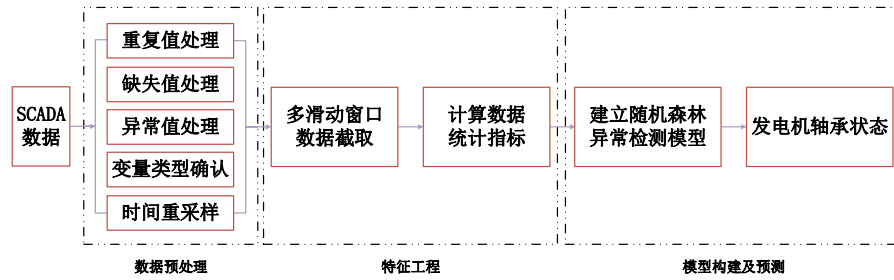 SCADA
数据
重复值处理
缺失值处理
异常值处理
变量类型确认
时间重采样
多滑动窗口
数据截取
计算数据
统计指标
建立随机森林
异常检测模型
发电机轴承状态
数据预处理
特征工程
模型构建及预测